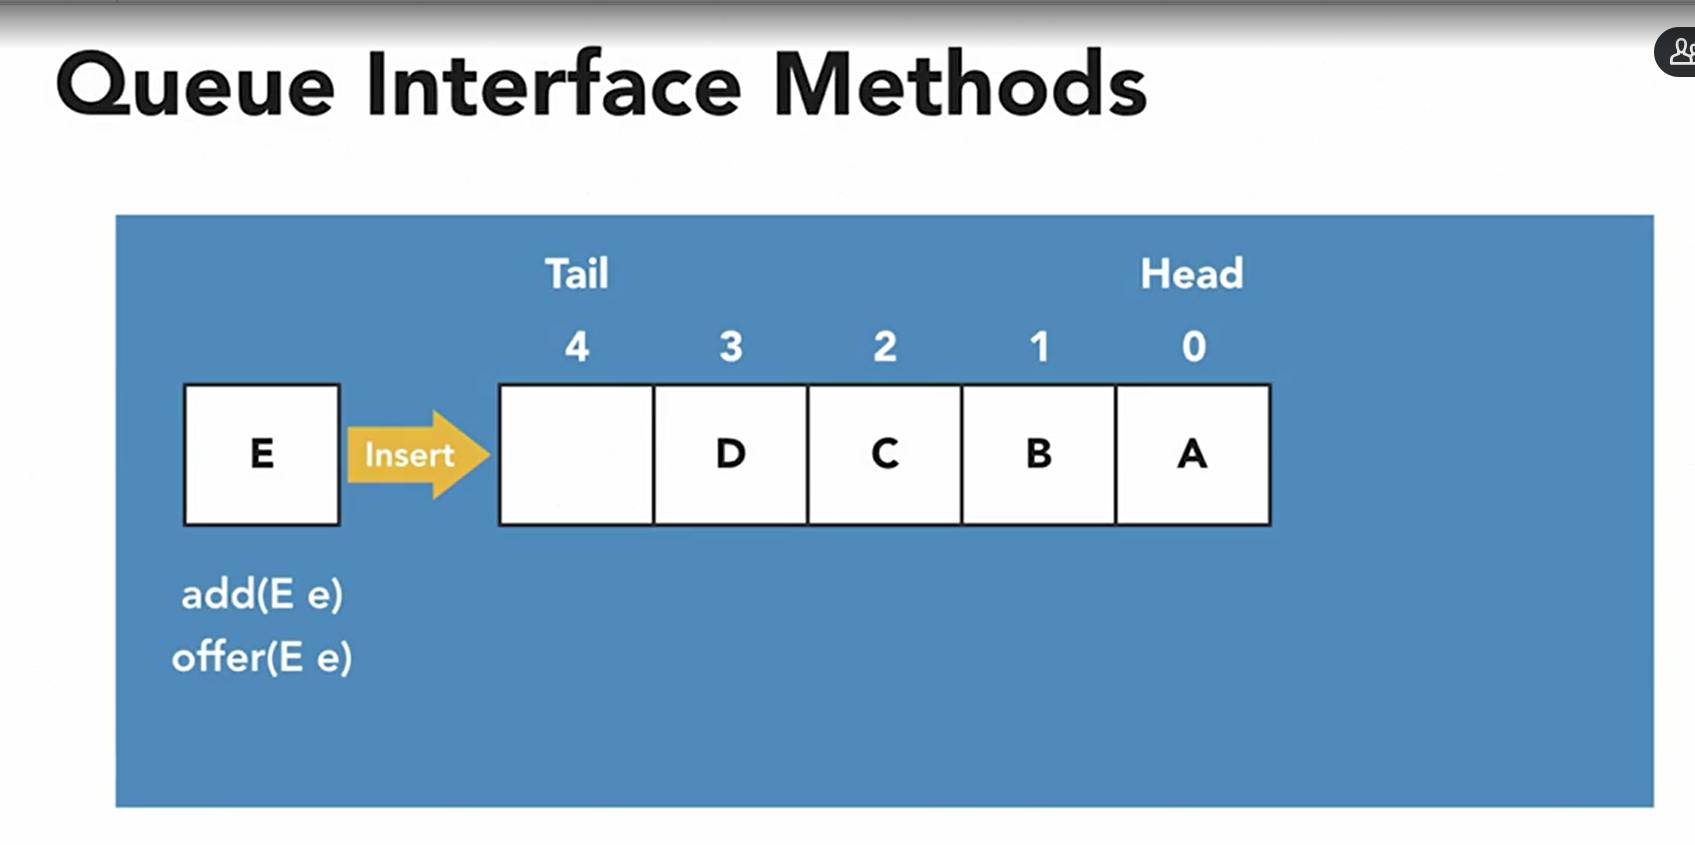 Queue Interface Methods
Tail Head
4 3 2 1 0
E Insert D C B A
add(E e)
offer(E e)